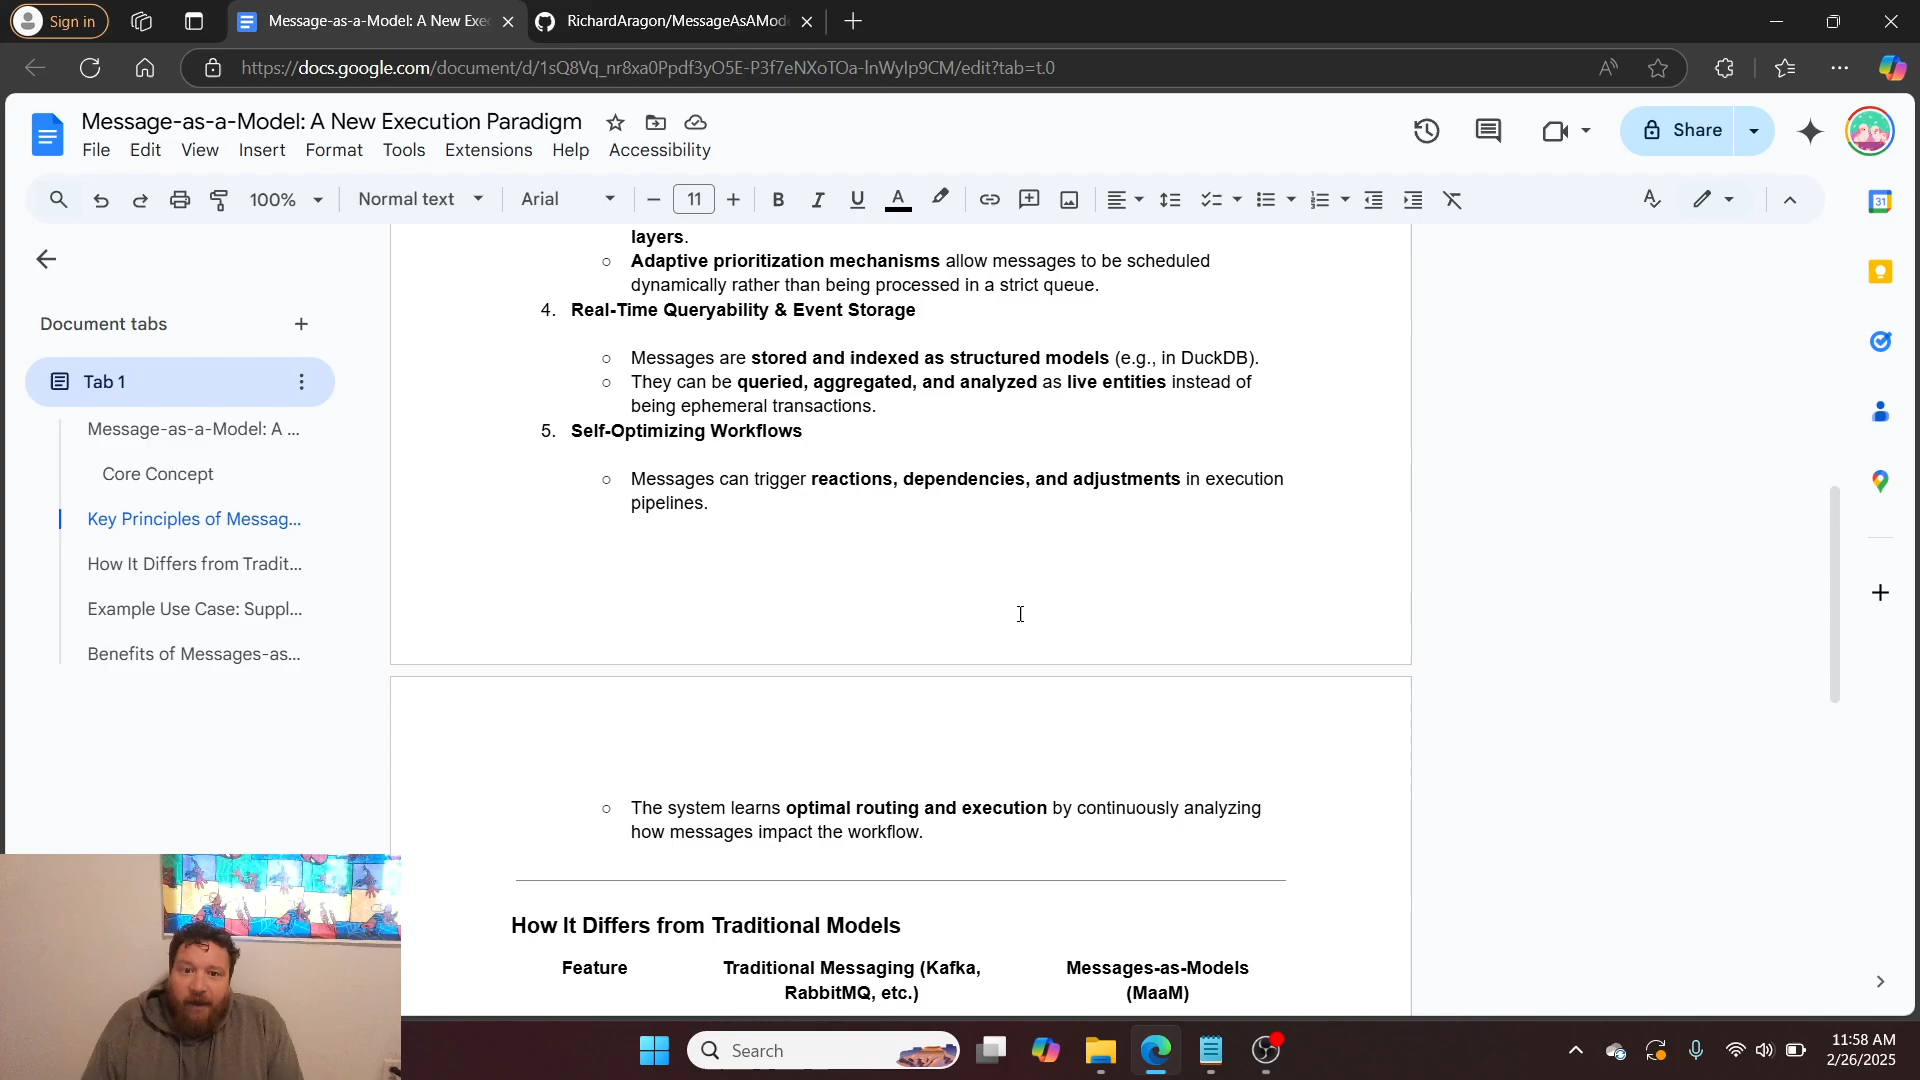 Sign in
Message-as-a-Model: A New Exe
RichardAragon/MessageAsAMode
https://docs.google.com/document/d/1sQ8Vq_nr8xa0Ppdf3yO5E-P3f7eNXoTOa-lnWylp9CM/edit?tab=t.0
Message-as-a-Model: A New Execution Paradigm
File Edit View Insert Format Tools Extensions Help Accessibility
Share
100%
Normal text
Arial
11
Document tabs
Tab 1
Message-as-a-Model: A ...
Core Concept
Key Principles of Messag...
How It Differs from Tradit...
Example Use Case: Suppl...
Benefits of Messages-as...
layers.
Adaptive prioritization mechanisms allow messages to be scheduled
dynamically rather than being processed in a strict queue.
4. Real-Time Queryability & Event Storage
Messages are stored and indexed as structured models (e.g., in DuckDB).
They can be queried, aggregated, and analyzed as live entities instead of
being ephemeral transactions.
5. Self-Optimizing Workflows
Messages can trigger reactions, dependencies, and adjustments in execution
pipelines.
The system learns optimal routing and execution by continuously analyzing
how messages impact the workflow.
How It Differs from Traditional Models
Feature
Traditional Messaging (Kafka,
RabbitMQ, etc.)
Messages-as-Models
(MaaM)
Search
11:58 AM
2/26/2025
31